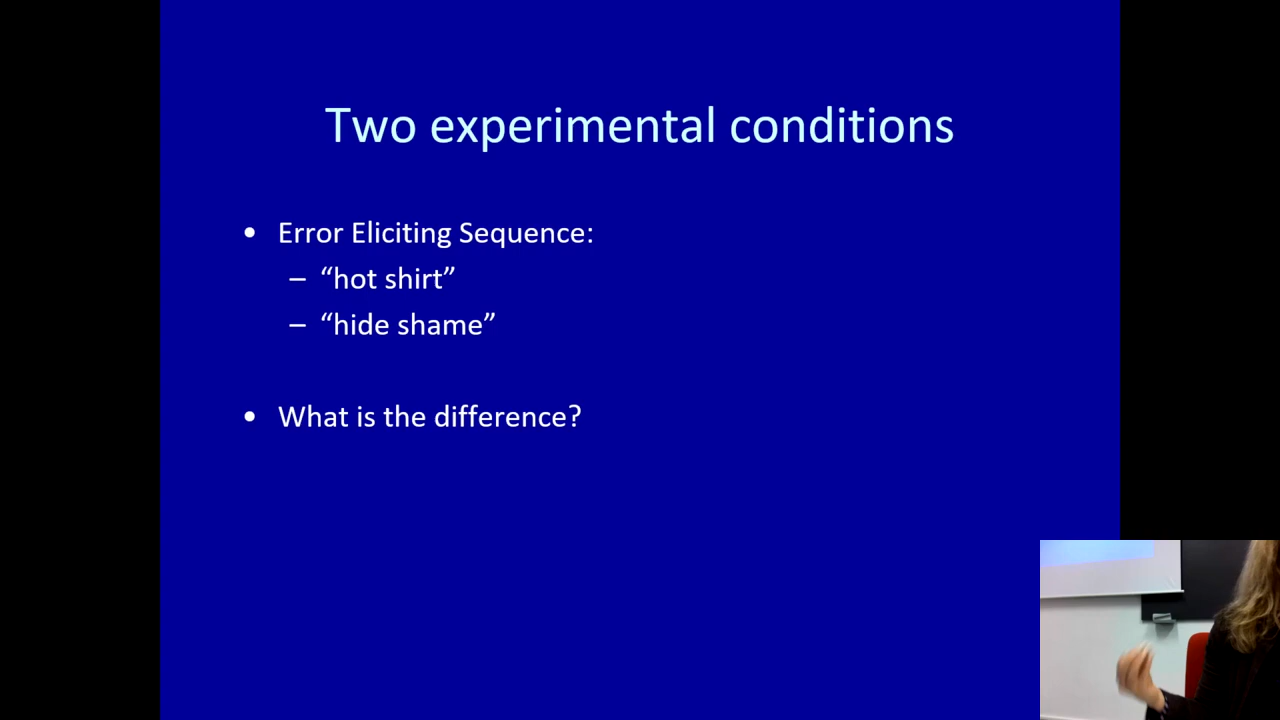 Two experimental conditions
• Error Eliciting Sequence:
– “hot shirt”
– “hide shame”
• What is the difference?